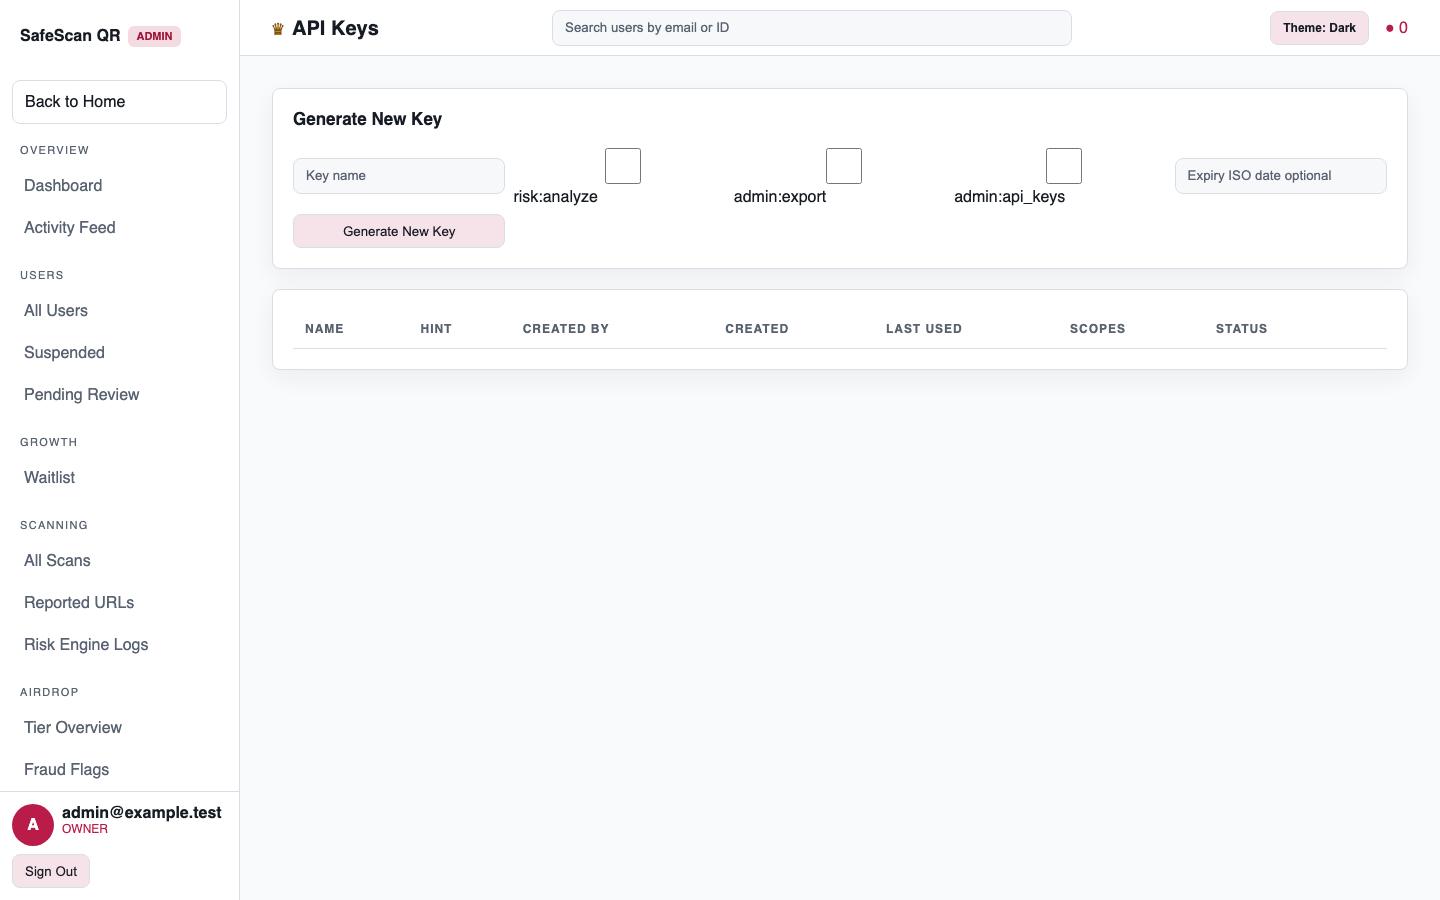 SafeScan QR ADMIN
Back to Home
OVERVIEW
Dashboard
Activity Feed
USERS
All Users
Suspended
Pending Review
GROWTH
Waitlist
SCANNING
All Scans
Reported URLs
Risk Engine Logs
AIRDROP
Tier Overview
Fraud Flags
A
admin@example.test
OWNER
Sign Out
API Keys
Search users by email or ID
Theme: Dark
0
Generate New Key
Key name
risk:analyze
admin:export
admin:api_keys
Expiry ISO date optional
Generate New Key
NAME HINT CREATED BY CREATED LAST USED SCOPES STATUS